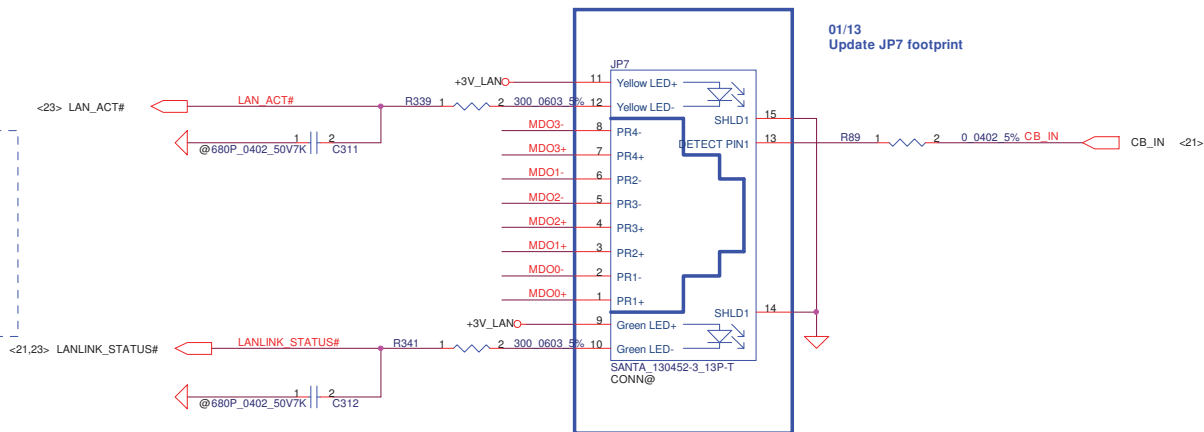 01/13
Update JP7 footprint
JP7
+3V_LAN 11 Yellow LED+
<23> LAN_ACT# LAN_ACT# R339 1 2 300_0603_5% 12 Yellow LED-
15 SHLD1
@680P_0402_50V7K 1 2 C311
MDO3- 8 PR4-
DETECT PIN1 13 R89 1 2 0_0402_5% CB_IN CB_IN <21>
MDO3+ 7 PR4+
MDO1- 6 PR2-
MDO2- 5 PR3-
MDO2+ 4 PR3+
MDO1+ 3 PR2+
MDO0- 2 PR1-
MDO0+ 1 PR1+
SHLD1 14
+3V_LAN 9 Green LED+
<21,23> LANLINK_STATUS# LANLINK_STATUS# R341 1 2 300_0603_5% 10 Green LED-
SANTA_130452-3_13P-T
CONN@
@680P_0402_50V7K 1 2 C312